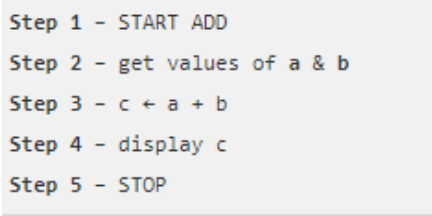 Step 1 – START ADD
Step 2 – get values of a & b
Step 3 – c ← a + b
Step 4 – display c
Step 5 – STOP